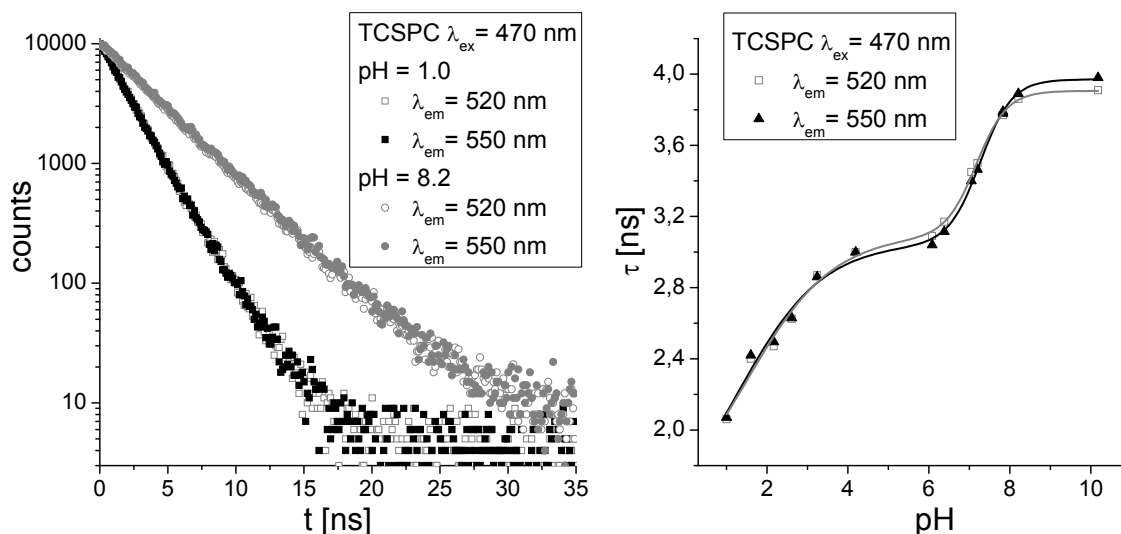 TCSPC λex = 470 nm
pH = 1.0
λem = 520 nm
λem = 550 nm
pH = 8.2
λem = 520 nm
λem = 550 nm
10000
1000
100
10
counts
0 5 10 15 20 25 30 35
t [ns]
TCSPC λex = 470 nm
λem = 520 nm
λem = 550 nm
4,0
3,6
3,2
2,8
2,4
2,0
τ [ns]
2 4 6 8 10
pH